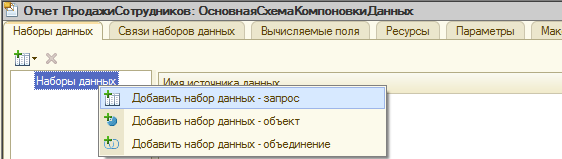 Отчет ПродажиСотрудников: ОсновнаяСхемаКомпоновкиДанных
Наборы данных Связи наборов данных Вычисляемые поля Ресурсы Параметры Мак
Наборы данных
Имя источника данных
Добавить набор данных - запрос
Добавить набор данных - объект
Добавить набор данных - объединение